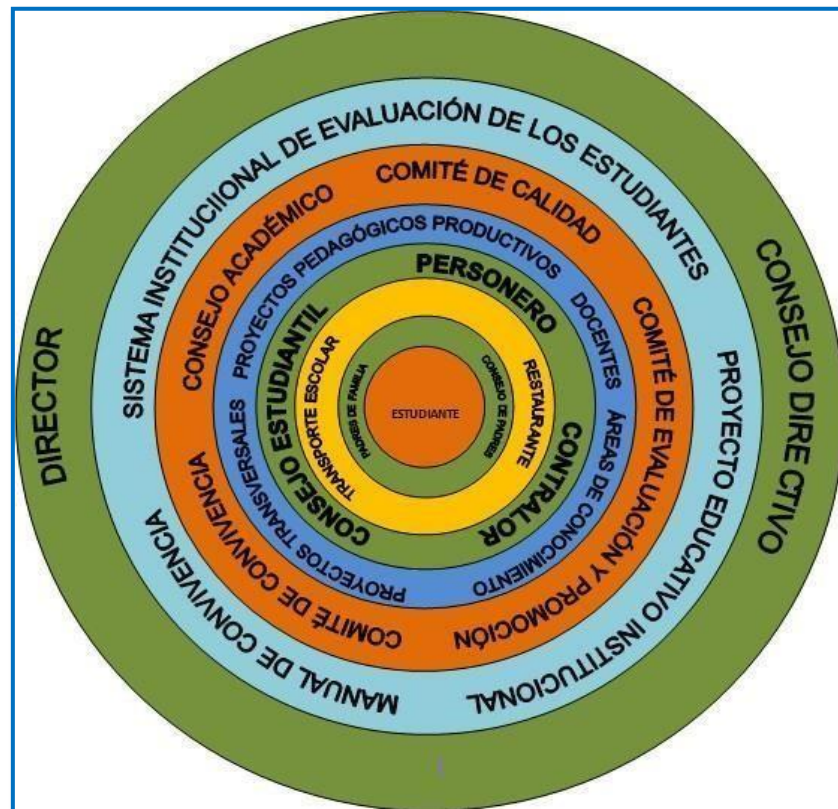 DIRECTOR
CONSEJO DIRECTIVO
SISTEMA INSTITUCIIONAL DE EVALUACIÓN DE LOS ESTUDIANTES
PROYECTO EDUCATIVO INSTITUCIONAL
MANUAL DE CONVIVENCIA
CONSEJO ACADÉMICO
COMITÉ DE CALIDAD
COMITÉ DE EVALUACIÓN Y PROMOCIÓN
COMITÉ DE CONVIVENCIA
PROYECTOS PEDAGÓGICOS PRODUCTIVOS
DOCENTES
ÁREAS DE CONOCIMIENTO
PROYECTOS TRANSVERSALES
CONSEJO ESTUDIANTIL
PERSONERO
CONTRALOR
TRANSPORTE ESCOLAR
RESTAURANTE
PADRES DE FAMILIA
CONSEJO DE PADRES
ESTUDIANTE